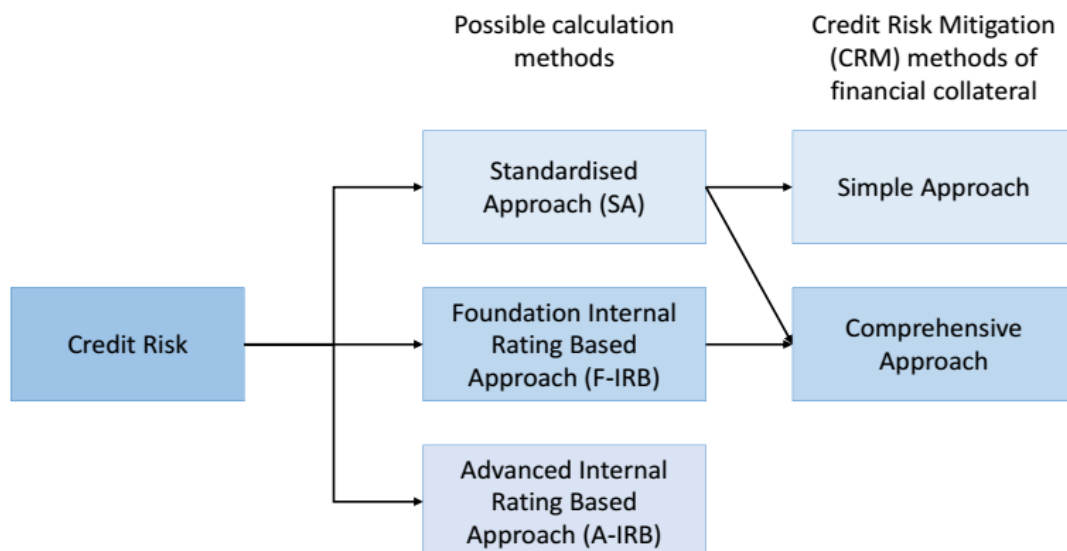 Possible calculation
methods
Credit Risk Mitigation
(CRM) methods of
financial collateral
Standardised
Approach (SA)
Simple Approach
Credit Risk
Foundation Internal
Rating Based
Approach (F-IRB)
Comprehensive
Approach
Advanced Internal
Rating Based
Approach (A-IRB)